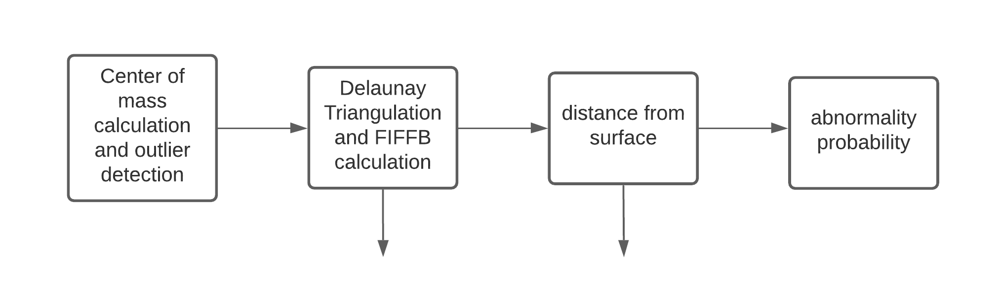 Center of
mass
calculation
and outlier
detection
Delaunay
Triangulation
and FIFFB
calculation
distance from
surface
abnormality
probability